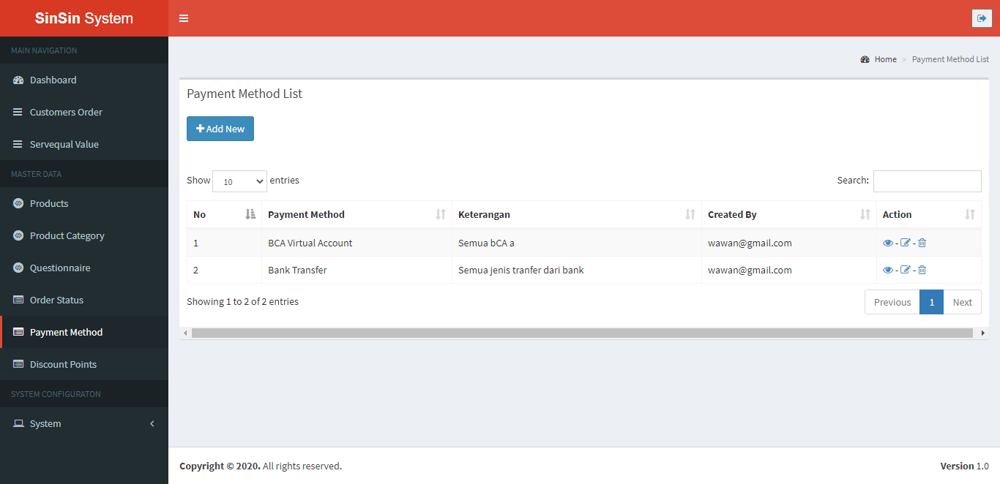 SinSin System
MAIN NAVIGATION
Dashboard
Customers Order
Servequal Value
MASTER DATA
Products
Product Category
Questionnaire
Order Status
Payment Method
Discount Points
SYSTEM CONFIGURATON
System
Home > Payment Method List
Payment Method List
Add New
Show 10 entries
Search:
No Payment Method Keterangan Created By Action
1 BCA Virtual Account Semua bCA a wawan@gmail.com - -
2 Bank Transfer Semua jenis tranfer dari bank wawan@gmail.com - -
Showing 1 to 2 of 2 entries
Previous 1 Next
Copyright © 2020. All rights reserved.
Version 1.0